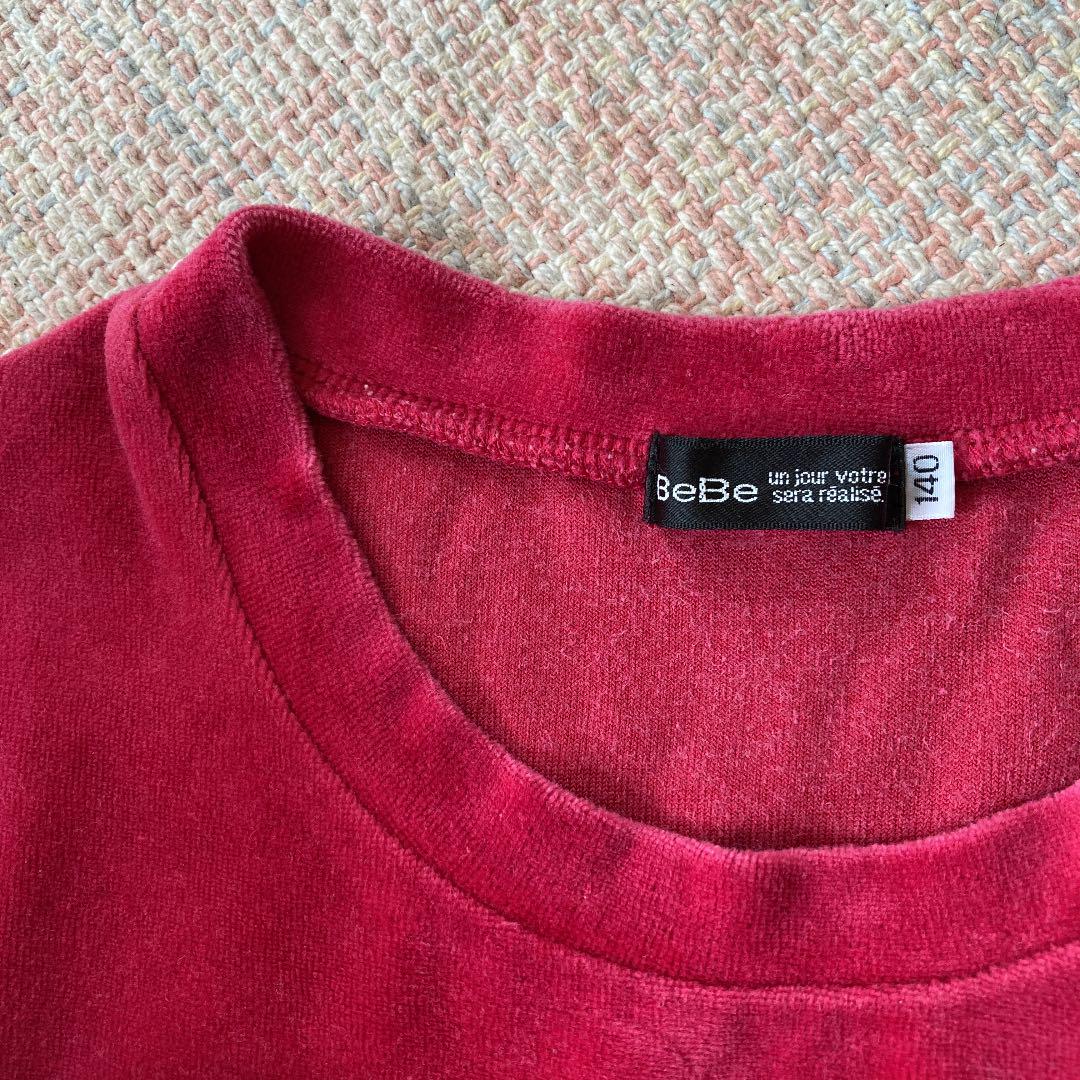 BeBe
un jour votre
sera réalisé.
140